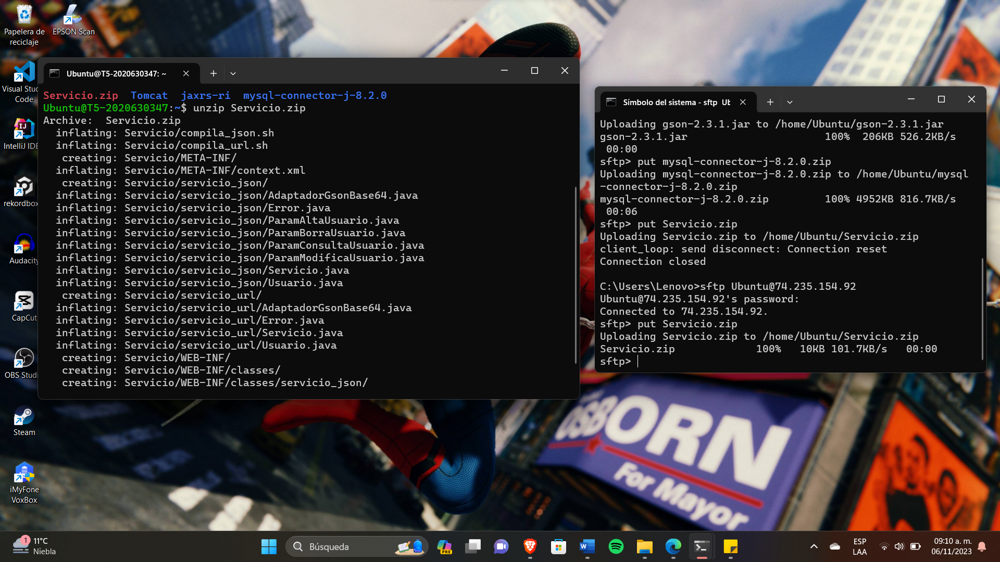 Papelera de
reciclaje
EPSON Scan
Visual Stud
Code
IntelliJ IDE
rekordbox
Audacity
CapCut
OBS Studi
Steam
iMyFone
VoxBox
Ubuntu@T5-2020630347: ~
Servicio.zip  Tomcat  jaxrs-ri  mysql-connector-j-8.2.0
Ubuntu@T5-2020630347:~$ unzip Servicio.zip
Archive:  Servicio.zip
  inflating: Servicio/compila_json.sh
  inflating: Servicio/compila_url.sh
   creating: Servicio/META-INF/
  inflating: Servicio/META-INF/context.xml
   creating: Servicio/servicio_json/
  inflating: Servicio/servicio_json/AdaptadorGsonBase64.java
  inflating: Servicio/servicio_json/Error.java
  inflating: Servicio/servicio_json/ParamAltaUsuario.java
  inflating: Servicio/servicio_json/ParamBorraUsuario.java
  inflating: Servicio/servicio_json/ParamConsultaUsuario.java
  inflating: Servicio/servicio_json/ParamModificaUsuario.java
  inflating: Servicio/servicio_json/Servicio.java
  inflating: Servicio/servicio_json/Usuario.java
   creating: Servicio/servicio_url/
  inflating: Servicio/servicio_url/AdaptadorGsonBase64.java
  inflating: Servicio/servicio_url/Error.java
  inflating: Servicio/servicio_url/Servicio.java
  inflating: Servicio/servicio_url/Usuario.java
   creating: Servicio/WEB-INF/
   creating: Servicio/WEB-INF/classes/
   creating: Servicio/WEB-INF/classes/servicio_json/
Símbolo del sistema - sftp Ub
Uploading gson-2.3.1.jar to /home/Ubuntu/gson-2.3.1.jar
gson-2.3.1.jar                      100%  206KB 526.2KB/s
 00:00
sftp> put mysql-connector-j-8.2.0.zip
Uploading mysql-connector-j-8.2.0.zip to /home/Ubuntu/mysql
-connector-j-8.2.0.zip
mysql-connector-j-8.2.0.zip         100% 4952KB 816.7KB/s
 00:06
sftp> put Servicio.zip
Uploading Servicio.zip to /home/Ubuntu/Servicio.zip
client_loop: send disconnect: Connection reset
Connection closed
C:\Users\Lenovo>sftp Ubuntu@74.235.154.92
Ubuntu@74.235.154.92's password:
Connected to 74.235.154.92.
sftp> put Servicio.zip
Uploading Servicio.zip to /home/Ubuntu/Servicio.zip
Servicio.zip             100%   10KB 101.7KB/s   00:00
sftp>
OSBORN
For Mayor
1
11°C
Niebla
Búsqueda
PRE
ESP
LAA
09:10 a. m.
06/11/2023